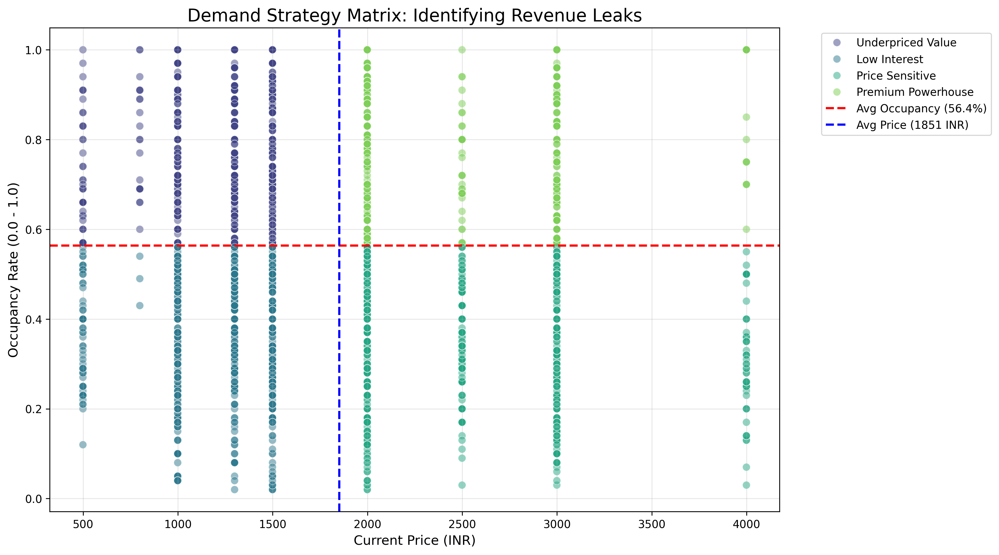 Demand Strategy Matrix: Identifying Revenue Leaks
Occupancy Rate (0.0 - 1.0)
1.0
0.8
0.6
0.4
0.2
0.0
500 1000 1500 2000 2500 3000 3500 4000
Current Price (INR)
Underpriced Value
Low Interest
Price Sensitive
Premium Powerhouse
Avg Occupancy (56.4%)
Avg Price (1851 INR)